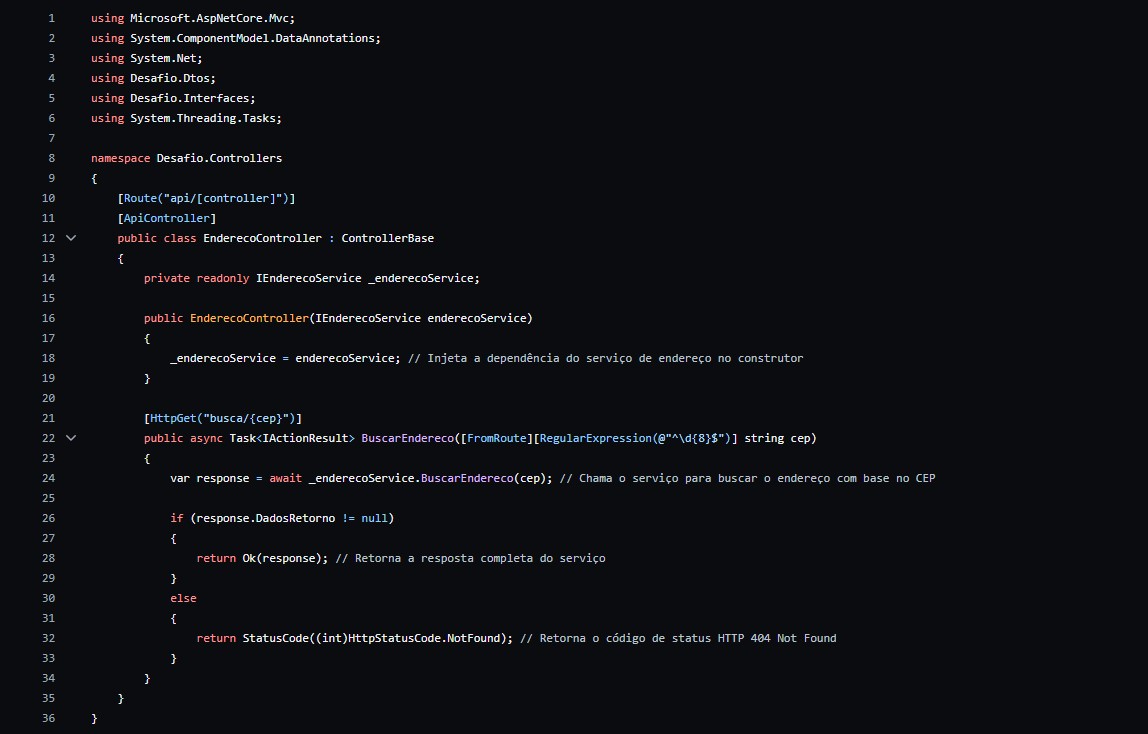 1 using Microsoft.AspNetCore.Mvc;
2 using System.ComponentModel.DataAnnotations;
3 using System.Net;
4 using Desafio.Dtos;
5 using Desafio.Interfaces;
6 using System.Threading.Tasks;
7
8 namespace Desafio.Controllers
9 {
10     [Route("api/[controller]")]
11     [ApiController]
12     public class EnderecoController : ControllerBase
13     {
14         private readonly IEnderecoService _enderecoService;
15
16         public EnderecoController(IEnderecoService enderecoService)
17         {
18             _enderecoService = enderecoService; // Injeta a dependência do serviço de endereço no construtor
19         }
20
21         [HttpGet("busca/{cep}")]
22         public async Task<IActionResult> BuscarEndereco([FromRoute][RegularExpression(@"^\d{8}$")] string cep)
23         {
24             var response = await _enderecoService.BuscarEndereco(cep); // Chama o serviço para buscar o endereço com base no CEP
25
26             if (response.DadosRetorno != null)
27             {
28                 return Ok(response); // Retorna a resposta completa do serviço
29             }
30             else
31             {
32                 return StatusCode((int)HttpStatusCode.NotFound); // Retorna o código de status HTTP 404 Not Found
33             }
34         }
35     }
36 }